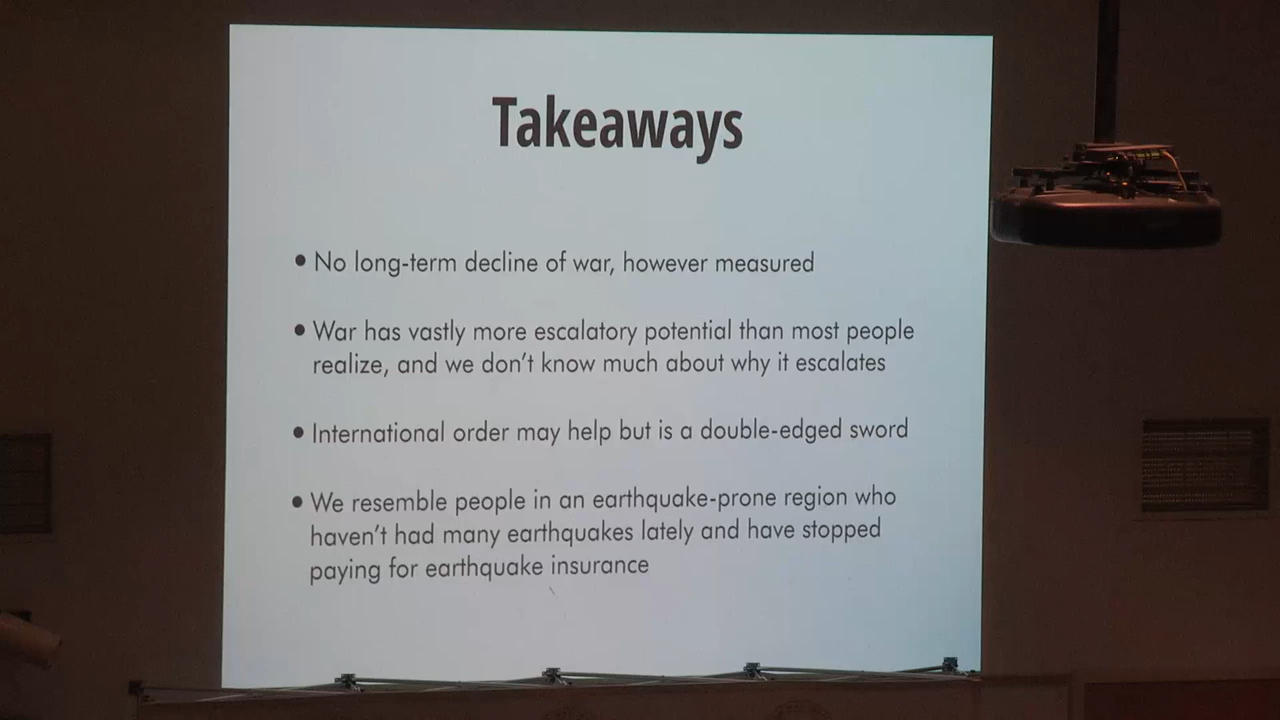 Takeaways
• No long-term decline of war, however measured
• War has vastly more escalatory potential than most people
realize, and we don't know much about why it escalates
• International order may help but is a double-edged sword
• We resemble people in an earthquake-prone region who
haven't had many earthquakes lately and have stopped
paying for earthquake insurance